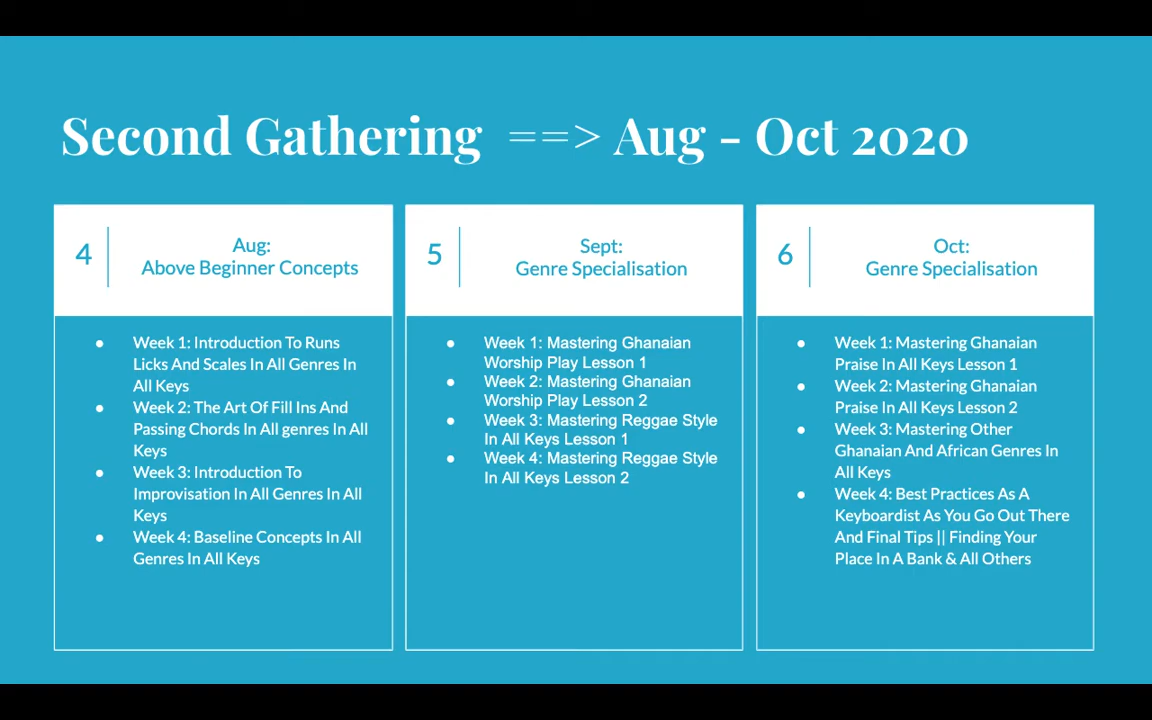 Second Gathering ==> Aug - Oct 2020
4
Aug:
Above Beginner Concepts
● Week 1: Introduction To Runs
Licks And Scales In All Genres In
All Keys
● Week 2: The Art Of Fill Ins And
Passing Chords In All genres In All
Keys
● Week 3: Introduction To
Improvisation In All Genres In All
Keys
● Week 4: Baseline Concepts In All
Genres In All Keys
5
Sept:
Genre Specialisation
● Week 1: Mastering Ghanaian
Worship Play Lesson 1
● Week 2: Mastering Ghanaian
Worship Play Lesson 2
● Week 3: Mastering Reggae Style
In All Keys Lesson 1
● Week 4: Mastering Reggae Style
In All Keys Lesson 2
6
Oct:
Genre Specialisation
● Week 1: Mastering Ghanaian
Praise In All Keys Lesson 1
● Week 2: Mastering Ghanaian
Praise In All Keys Lesson 2
● Week 3: Mastering Other
Ghanaian And African Genres In
All Keys
● Week 4: Best Practices As A
Keyboardist As You Go Out There
And Final Tips || Finding Your
Place In A Bank & All Others